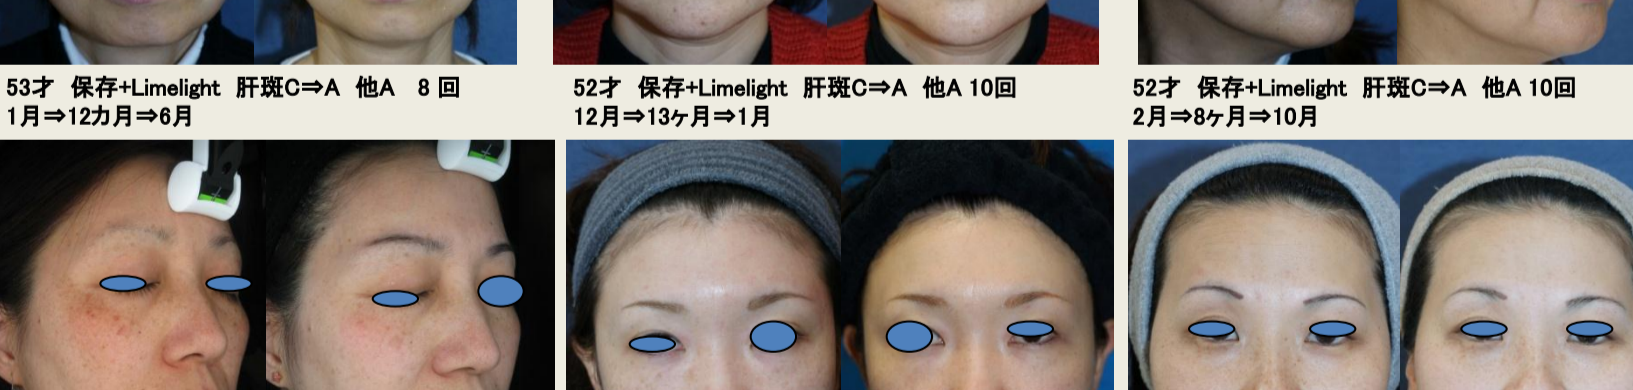 53才　保存+Limelight　肝斑C⇒A　他A　8 回
1月⇒12カ月⇒6月
52才　保存+Limelight　肝斑C⇒A　他A 10回
12月⇒13ヶ月⇒1月
52才　保存+Limelight　肝斑C⇒A　他A 10回
2月⇒8ヶ月⇒10月